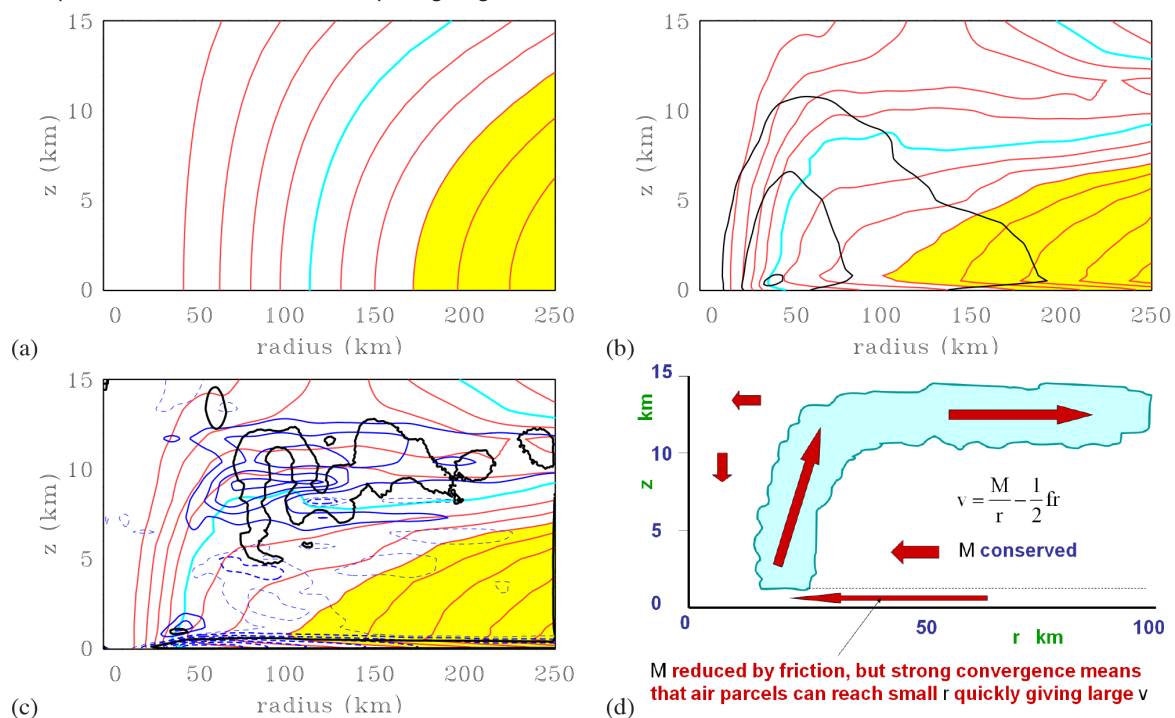 15
10
5
0
z (km)
0 50 100 150 200 250
radius (km)
(a)
15
10
5
0
z (km)
0 50 100 150 200 250
radius (km)
(b)
15
10
5
0
z (km)
0 50 100 150 200 250
radius (km)
(c)
15
km
10
z
5
0
v = M/r − 1/2 fr
M conserved
0 50 100
r km
M reduced by friction, but strong convergence means
that air parcels can reach small r quickly giving large v
(d)